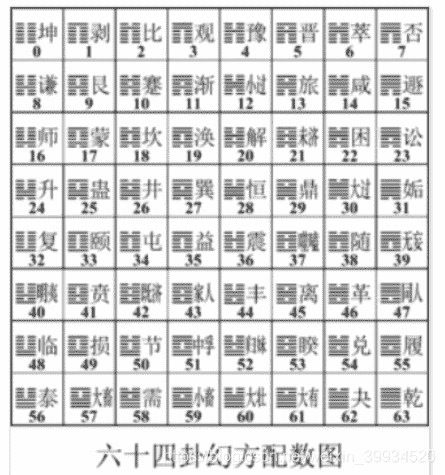 坤 剥 比 观 豫 晋 萃 否
0 1 2 3 4 5 6 7
谦 艮 蹇 渐 小过 旅 咸 遯
8 9 10 11 12 13 14 15
师 蒙 坎 涣 解 未济 困 讼
16 17 18 19 20 21 22 23
升 蛊 井 巽 恒 鼎 大过 姤
24 25 26 27 28 29 30 31
复 颐 屯 益 震 噬嗑 随 无妄
32 33 34 35 36 37 38 39
明夷 贲 既济 家人 丰 离 革 同人
40 41 42 43 44 45 46 47
临 损 节 中孚 归妹 睽 兑 履
48 49 50 51 52 53 54 55
泰 大畜 需 小畜 大壮 大有 夬 乾
56 57 58 59 60 61 62 63
六十四卦幻方配数图
https://blog.csdn.net/weixin_39934520